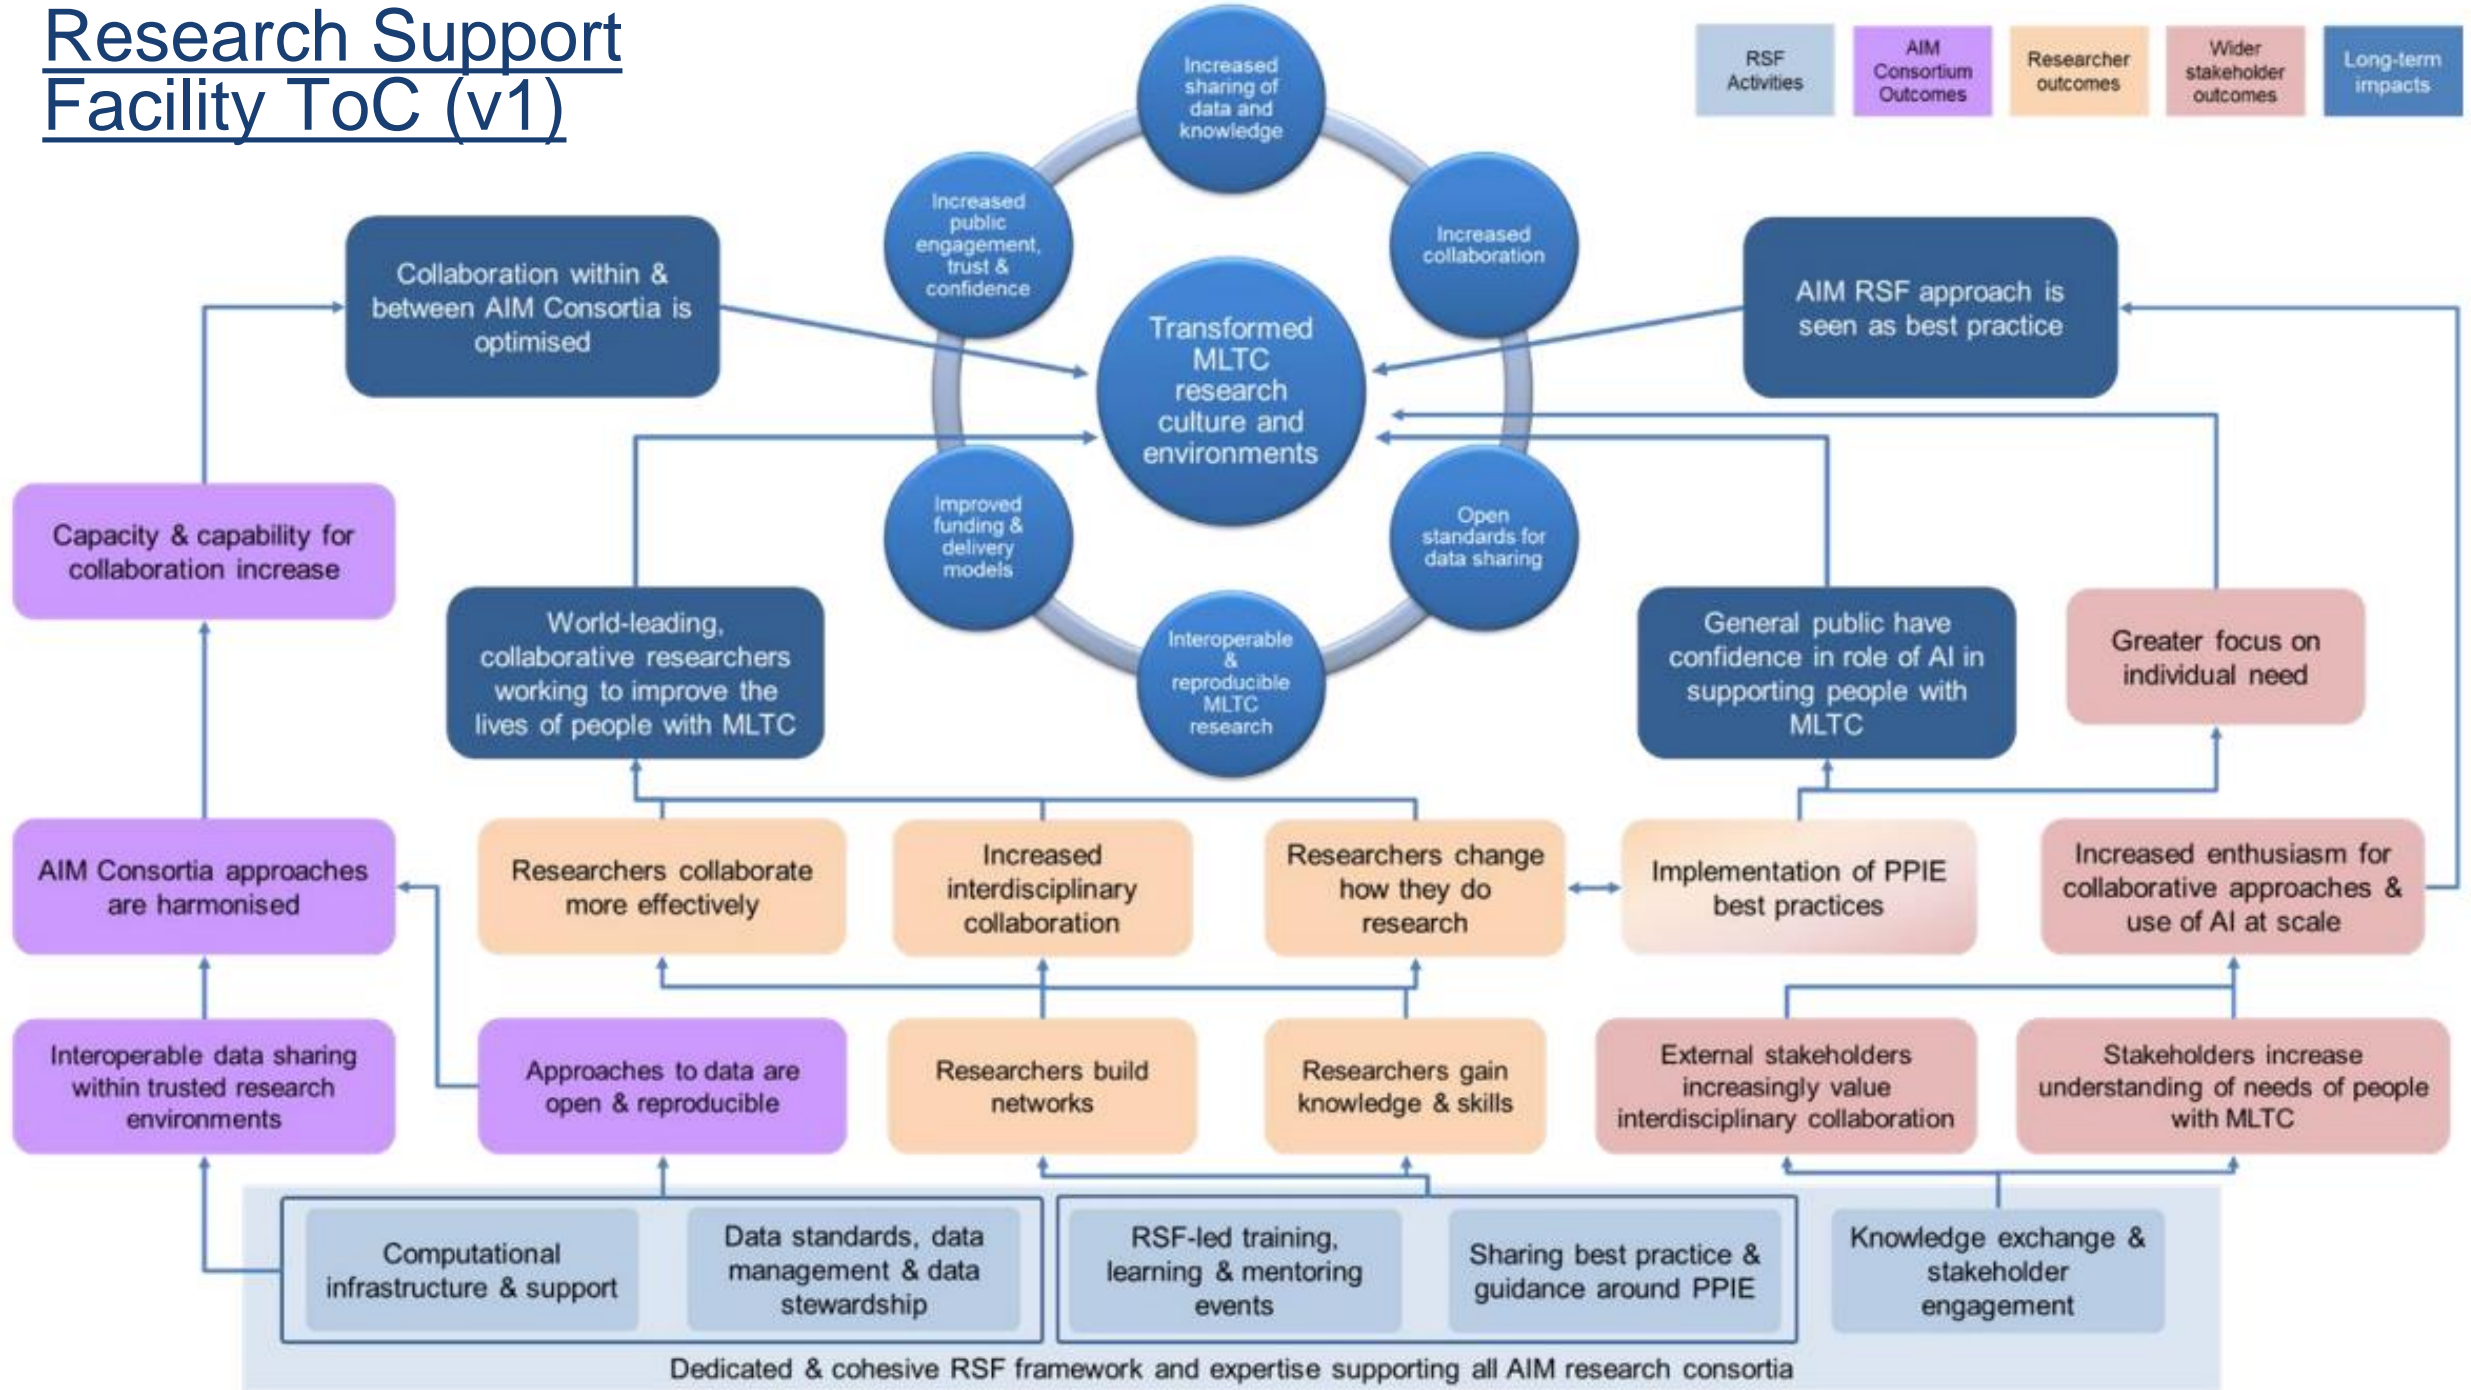 Research Support
Facility ToC (v1)
RSF
Activities
AIM
Consortium
Outcomes
Researcher
outcomes
Wider
stakeholder
outcomes
Long-term
impacts
Increased
sharing of
data and
knowledge
Increased
public
engagement,
trust &
confidence
Increased
collaboration
Collaboration within &
between AIM Consortia is
optimised
AIM RSF approach is
seen as best practice
Transformed
MLTC
research
culture and
environments
Improved
funding &
delivery
models
Open
standards for
data sharing
Interoperable
&
reproducible
MLTC
research
Capacity & capability for
collaboration increase
World-leading,
collaborative researchers
working to improve the
lives of people with MLTC
General public have
confidence in role of AI in
supporting people with
MLTC
Greater focus on
individual need
AIM Consortia approaches
are harmonised
Researchers collaborate
more effectively
Increased
interdisciplinary
collaboration
Researchers change
how they do
research
Implementation of PPIE
best practices
Increased enthusiasm for
collaborative approaches &
use of AI at scale
Interoperable data sharing
within trusted research
environments
Approaches to data are
open & reproducible
Researchers build
networks
Researchers gain
knowledge & skills
External stakeholders
increasingly value
interdisciplinary collaboration
Stakeholders increase
understanding of needs of people
with MLTC
Computational
infrastructure & support
Data standards, data
management & data
stewardship
RSF-led training,
learning & mentoring
events
Sharing best practice &
guidance around PPIE
Knowledge exchange &
stakeholder
engagement
Dedicated & cohesive RSF framework and expertise supporting all AIM research consortia